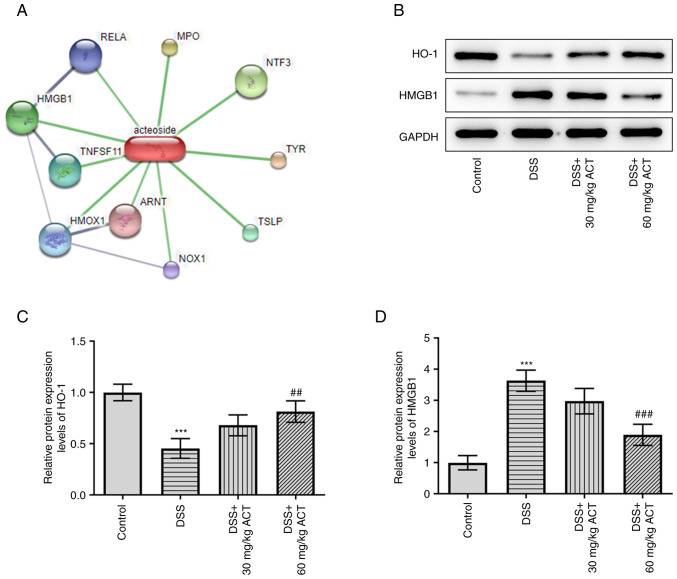 A
RELA
MPO
NTF3
HMGB1
acteoside
TNFSF11
TYR
ARNT
HMOX1
TSLP
NOX1
B
HO-1
HMGB1
GAPDH
Control
DSS
DSS+
30 mg/kg ACT
DSS+
60 mg/kg ACT
C
Relative protein expression
levels of HO-1
1.5
1.0
0.5
0.0
***
##
Control
DSS
DSS+
30 mg/kg ACT
DSS+
60 mg/kg ACT
D
Relative protein expression
levels of HMGB1
5
4
3
2
1
0
***
###
Control
DSS
DSS+
30 mg/kg ACT
DSS+
60 mg/kg ACT